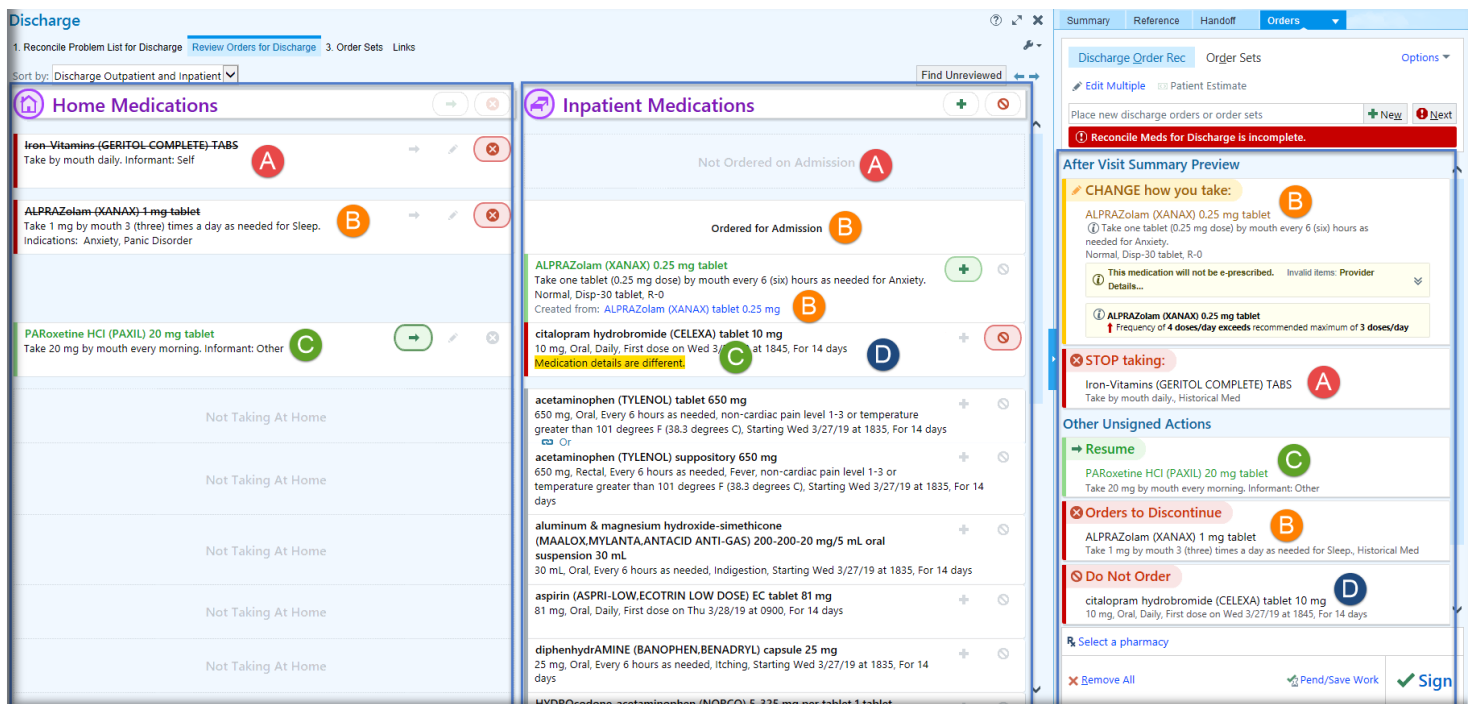 Discharge
1. Reconcile Problem List for Discharge Review Orders for Discharge 3. Order Sets Links
Sort by: Discharge Outpatient and Inpatient
Find Unreviewed
Home Medications
Iron-Vitamins (GERITOL COMPLETE) TABS
Take by mouth daily. Informant: Self
A
ALPRAZolam (XANAX) 1 mg tablet
Take 1 mg by mouth 3 (three) times a day as needed for Sleep.
Indications: Anxiety, Panic Disorder
B
PARoxetine HCl (PAXIL) 20 mg tablet
Take 20 mg by mouth every morning. Informant: Other
C
Not Taking At Home
Not Taking At Home
Not Taking At Home
Not Taking At Home
Not Taking At Home
Inpatient Medications
Not Ordered on Admission A
Ordered for Admission B
ALPRAZolam (XANAX) 0.25 mg tablet
Take one tablet (0.25 mg dose) by mouth every 6 (six) hours as needed for Anxiety.
Normal, Disp-30 tablet, R-0
Created from: ALPRAZolam (XANAX) tablet 0.25 mg B
citalopram hydrobromide (CELEXA) tablet 10 mg
10 mg, Oral, Daily, First dose on Wed at 1845, For 14 days
Medication details are different. C D
acetaminophen (TYLENOL) tablet 650 mg
650 mg, Oral, Every 6 hours as needed, non-cardiac pain level 1-3 or temperature
greater than 101 degrees F (38.3 degrees C), Starting Wed 3/27/19 at 1835, For 14 days
Or
acetaminophen (TYLENOL) suppository 650 mg
650 mg, Rectal, Every 6 hours as needed, Fever, non-cardiac pain level 1-3 or
temperature greater than 101 degrees F (38.3 degrees C), Starting Wed 3/27/19 at 1835, For 14
days
aluminum & magnesium hydroxide-simethicone
(MAALOX,MYLANTA,ANTACID ANTI-GAS) 200-200-20 mg/5 mL oral
suspension 30 mL
30 mL, Oral, Every 6 hours as needed, Indigestion, Starting Wed 3/27/19 at 1835, For 14 days
aspirin (ASPRI-LOW,ECOTRIN LOW DOSE) EC tablet 81 mg
81 mg, Oral, Daily, First dose on Thu 3/28/19 at 0900, For 14 days
diphenhydrAMINE (BANOPHEN,BENADRYL) capsule 25 mg
25 mg, Oral, Every 6 hours as needed, Itching, Starting Wed 3/27/19 at 1835, For 14
days
HYDROcodone-acetaminophen (NORCO) 5-325 mg per tablet 1 tablet
Summary Reference Handoff Orders
Discharge Order Rec Order Sets Options
Edit Multiple Patient Estimate
Place new discharge orders or order sets New Next
Reconcile Meds for Discharge is incomplete.
After Visit Summary Preview
CHANGE how you take:
ALPRAZolam (XANAX) 0.25 mg tablet B
Take one tablet (0.25 mg dose) by mouth every 6 (six) hours as
needed for Anxiety.
Normal, Disp-30 tablet, R-0
This medication will not be e-prescribed. Invalid items: Provider
Details...
ALPRAZolam (XANAX) 0.25 mg tablet
Frequency of 4 doses/day exceeds recommended maximum of 3 doses/day
STOP taking:
Iron-Vitamins (GERITOL COMPLETE) TABS A
Take by mouth daily., Historical Med
Other Unsigned Actions
Resume
PARoxetine HCl (PAXIL) 20 mg tablet C
Take 20 mg by mouth every morning. Informant: Other
Orders to Discontinue
ALPRAZolam (XANAX) 1 mg tablet B
Take 1 mg by mouth 3 (three) times a day as needed for Sleep., Historical Med
Do Not Order
citalopram hydrobromide (CELEXA) tablet 10 mg D
10 mg, Oral, Daily, First dose on Wed 3/27/19 at 1845, For 14 days
Rx Select a pharmacy
Remove All Pend/Save Work Sign